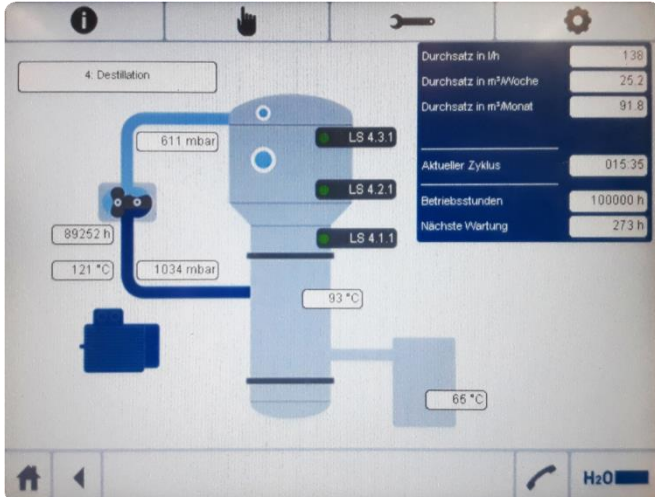 4: Destillation
Durchsatz in l/h 138
Durchsatz in m³/Woche 25.2
Durchsatz in m³/Monat 91.8
Aktueller Zyklus 015:35
Betriebsstunden 100000 h
Nächste Wartung 273 h
611 mbar
LS 4.3.1
LS 4.2.1
LS 4.1.1
89252 h
121 °C
1034 mbar
93 °C
65 °C
H₂O